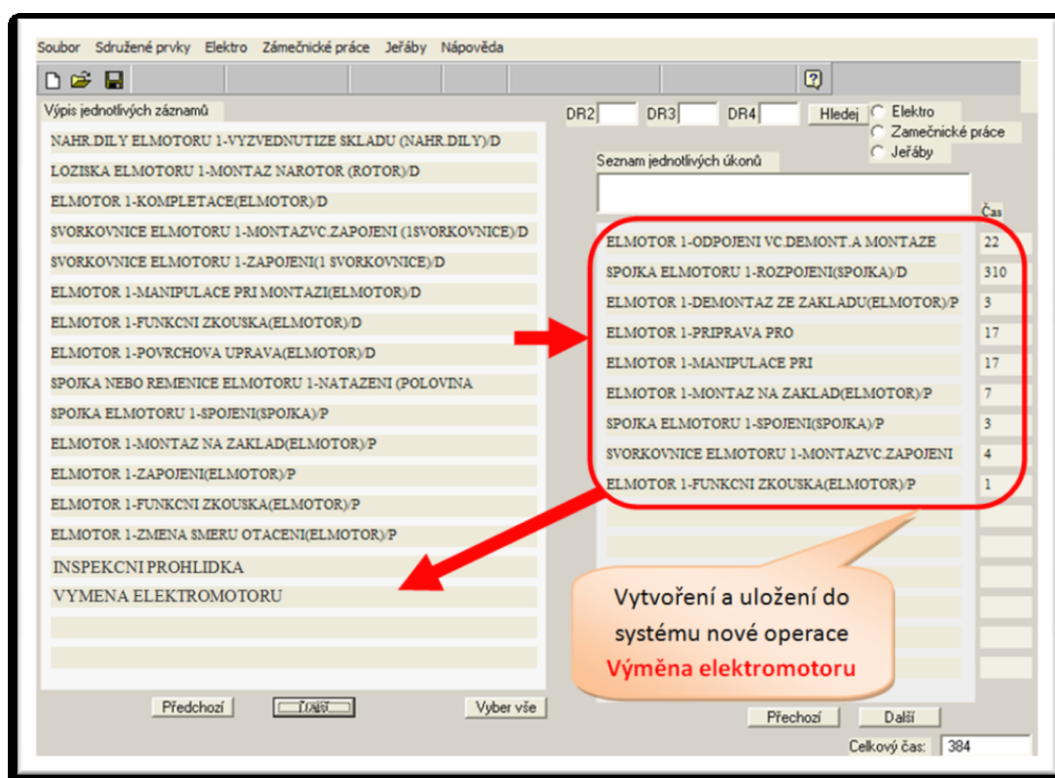 Soubor Sdružené prvky Elektro Zámečnické práce Jeřáby Nápověda
Výpis jednotlivých záznamů
DR2 DR3 DR4 Hledej
Elektro
Zamečnické práce
Jeřáby
NAHR.DILY ELMOTORU 1-VYZVEDNUTIZE SKLADU (NAHR.DILY)/D
LOZISKA ELMOTORU 1-MONTAZ NAROTOR (ROTOR)/D
ELMOTOR 1-KOMPLETACE(ELMOTOR)/D
SVORKOVNICE ELMOTORU 1-MONTAZVC.ZAPOJENI (1SVORKOVNICE)/D
SVORKOVNICE ELMOTORU 1-ZAPOJENI(1 SVORKOVNICE)/D
ELMOTOR 1-MANIPULACE PRI MONTAZI(ELMOTOR)/D
ELMOTOR 1-FUNKCNI ZKOUSKA(ELMOTOR)/D
ELMOTOR 1-POVRCHOVA UPRAVA(ELMOTOR)/D
SPOJKA NEBO REMENICE ELMOTORU 1-NATAZENI (POLOVINA
SPOJKA ELMOTORU 1-SPOJENI(SPOJKA)/P
ELMOTOR 1-MONTAZ NA ZAKLAD(ELMOTOR)/P
ELMOTOR 1-ZAPOJENI(ELMOTOR)/P
ELMOTOR 1-FUNKCNI ZKOUSKA(ELMOTOR)/P
ELMOTOR 1-ZMENA SMERU OTACENI(ELMOTOR)/P
INSPEKCNI PROHLIDKA
VYMENA ELEKTROMOTORU
Předchozí Další Vyber vše
Seznam jednotlivých úkonů
Čas
ELMOTOR 1-ODPOJENI VC.DEMONT.A MONTAZE 22
SPOJKA ELMOTORU 1-ROZPOJENI(SPOJKA)/D 310
ELMOTOR 1-DEMONTAZ ZE ZAKLADU(ELMOTOR)/P 3
ELMOTOR 1-PRIPRAVA PRO 17
ELMOTOR 1-MANIPULACE PRI 17
ELMOTOR 1-MONTAZ NA ZAKLAD(ELMOTOR)/P 7
SPOJKA ELMOTORU 1-SPOJENI(SPOJKA)/P 3
SVORKOVNICE ELMOTORU 1-MONTAZVC.ZAPOJENI 4
ELMOTOR 1-FUNKCNI ZKOUSKA(ELMOTOR)/P 1
Vytvoření a uložení do
systému nové operace
Výměna elektromotoru
Přechozí Další
Celkový čas: 384